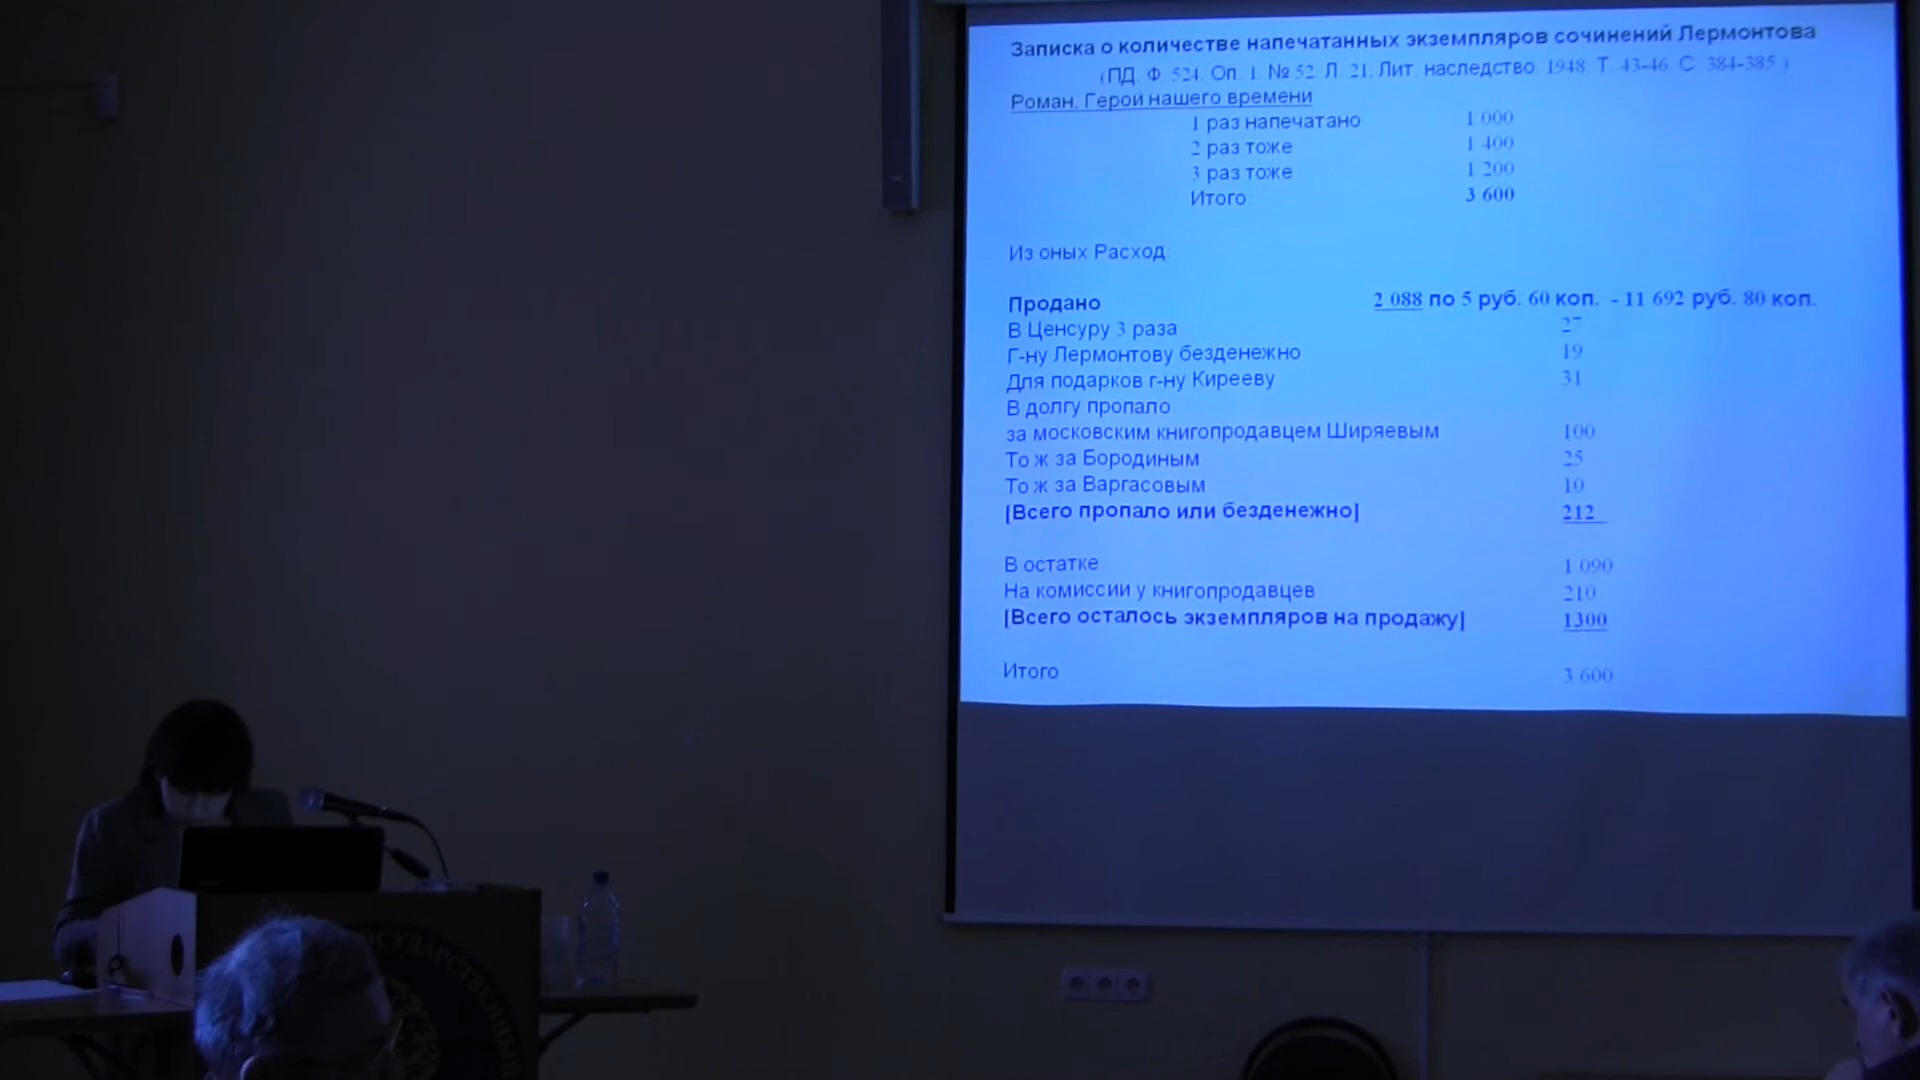 Записка о количестве напечатанных экземпляров сочинений Лермонтова
(ПД. Ф. 524. Оп. 1. № 52. Л. 21. Лит. наследство. 1948. Т. 43-46. С. 384-385.)
Роман. Герой нашего времени
1 раз напечатано 1 000
2 раз тоже 1 400
3 раз тоже 1 200
Итого 3 600
Из оных Расход:
Продано 2 088 по 5 руб. 60 коп. - 11 692 руб. 80 коп.
В Ценсуру 3 раза 27
Г-ну Лермонтову безденежно 19
Для подарков г-ну Кирееву 31
В долгу пропало
за московским книгопродавцем Ширяевым 100
То ж за Бородиным 25
То ж за Варгасовым 10
[Всего пропало или безденежно] 212
В остатке 1 090
На комиссии у книгопродавцев 210
[Всего осталось экземпляров на продажу] 1300
Итого 3 600